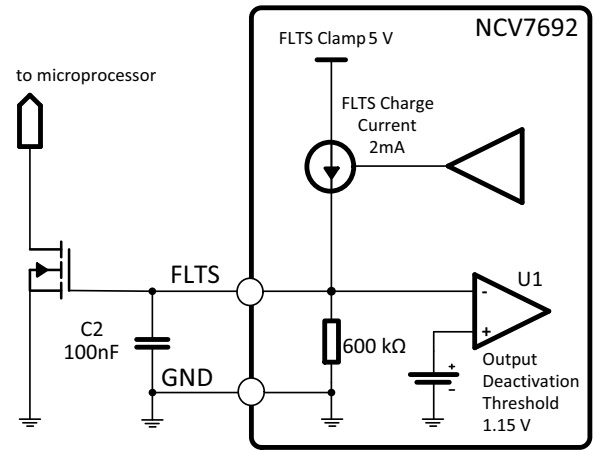 NCV7692
FLTS Clamp 5 V
to microprocessor
FLTS Charge
Current
2mA
FLTS
U1
-
+
C2
100nF
600 kΩ
GND
+
-
Output
Deactivation
Threshold
1.15 V